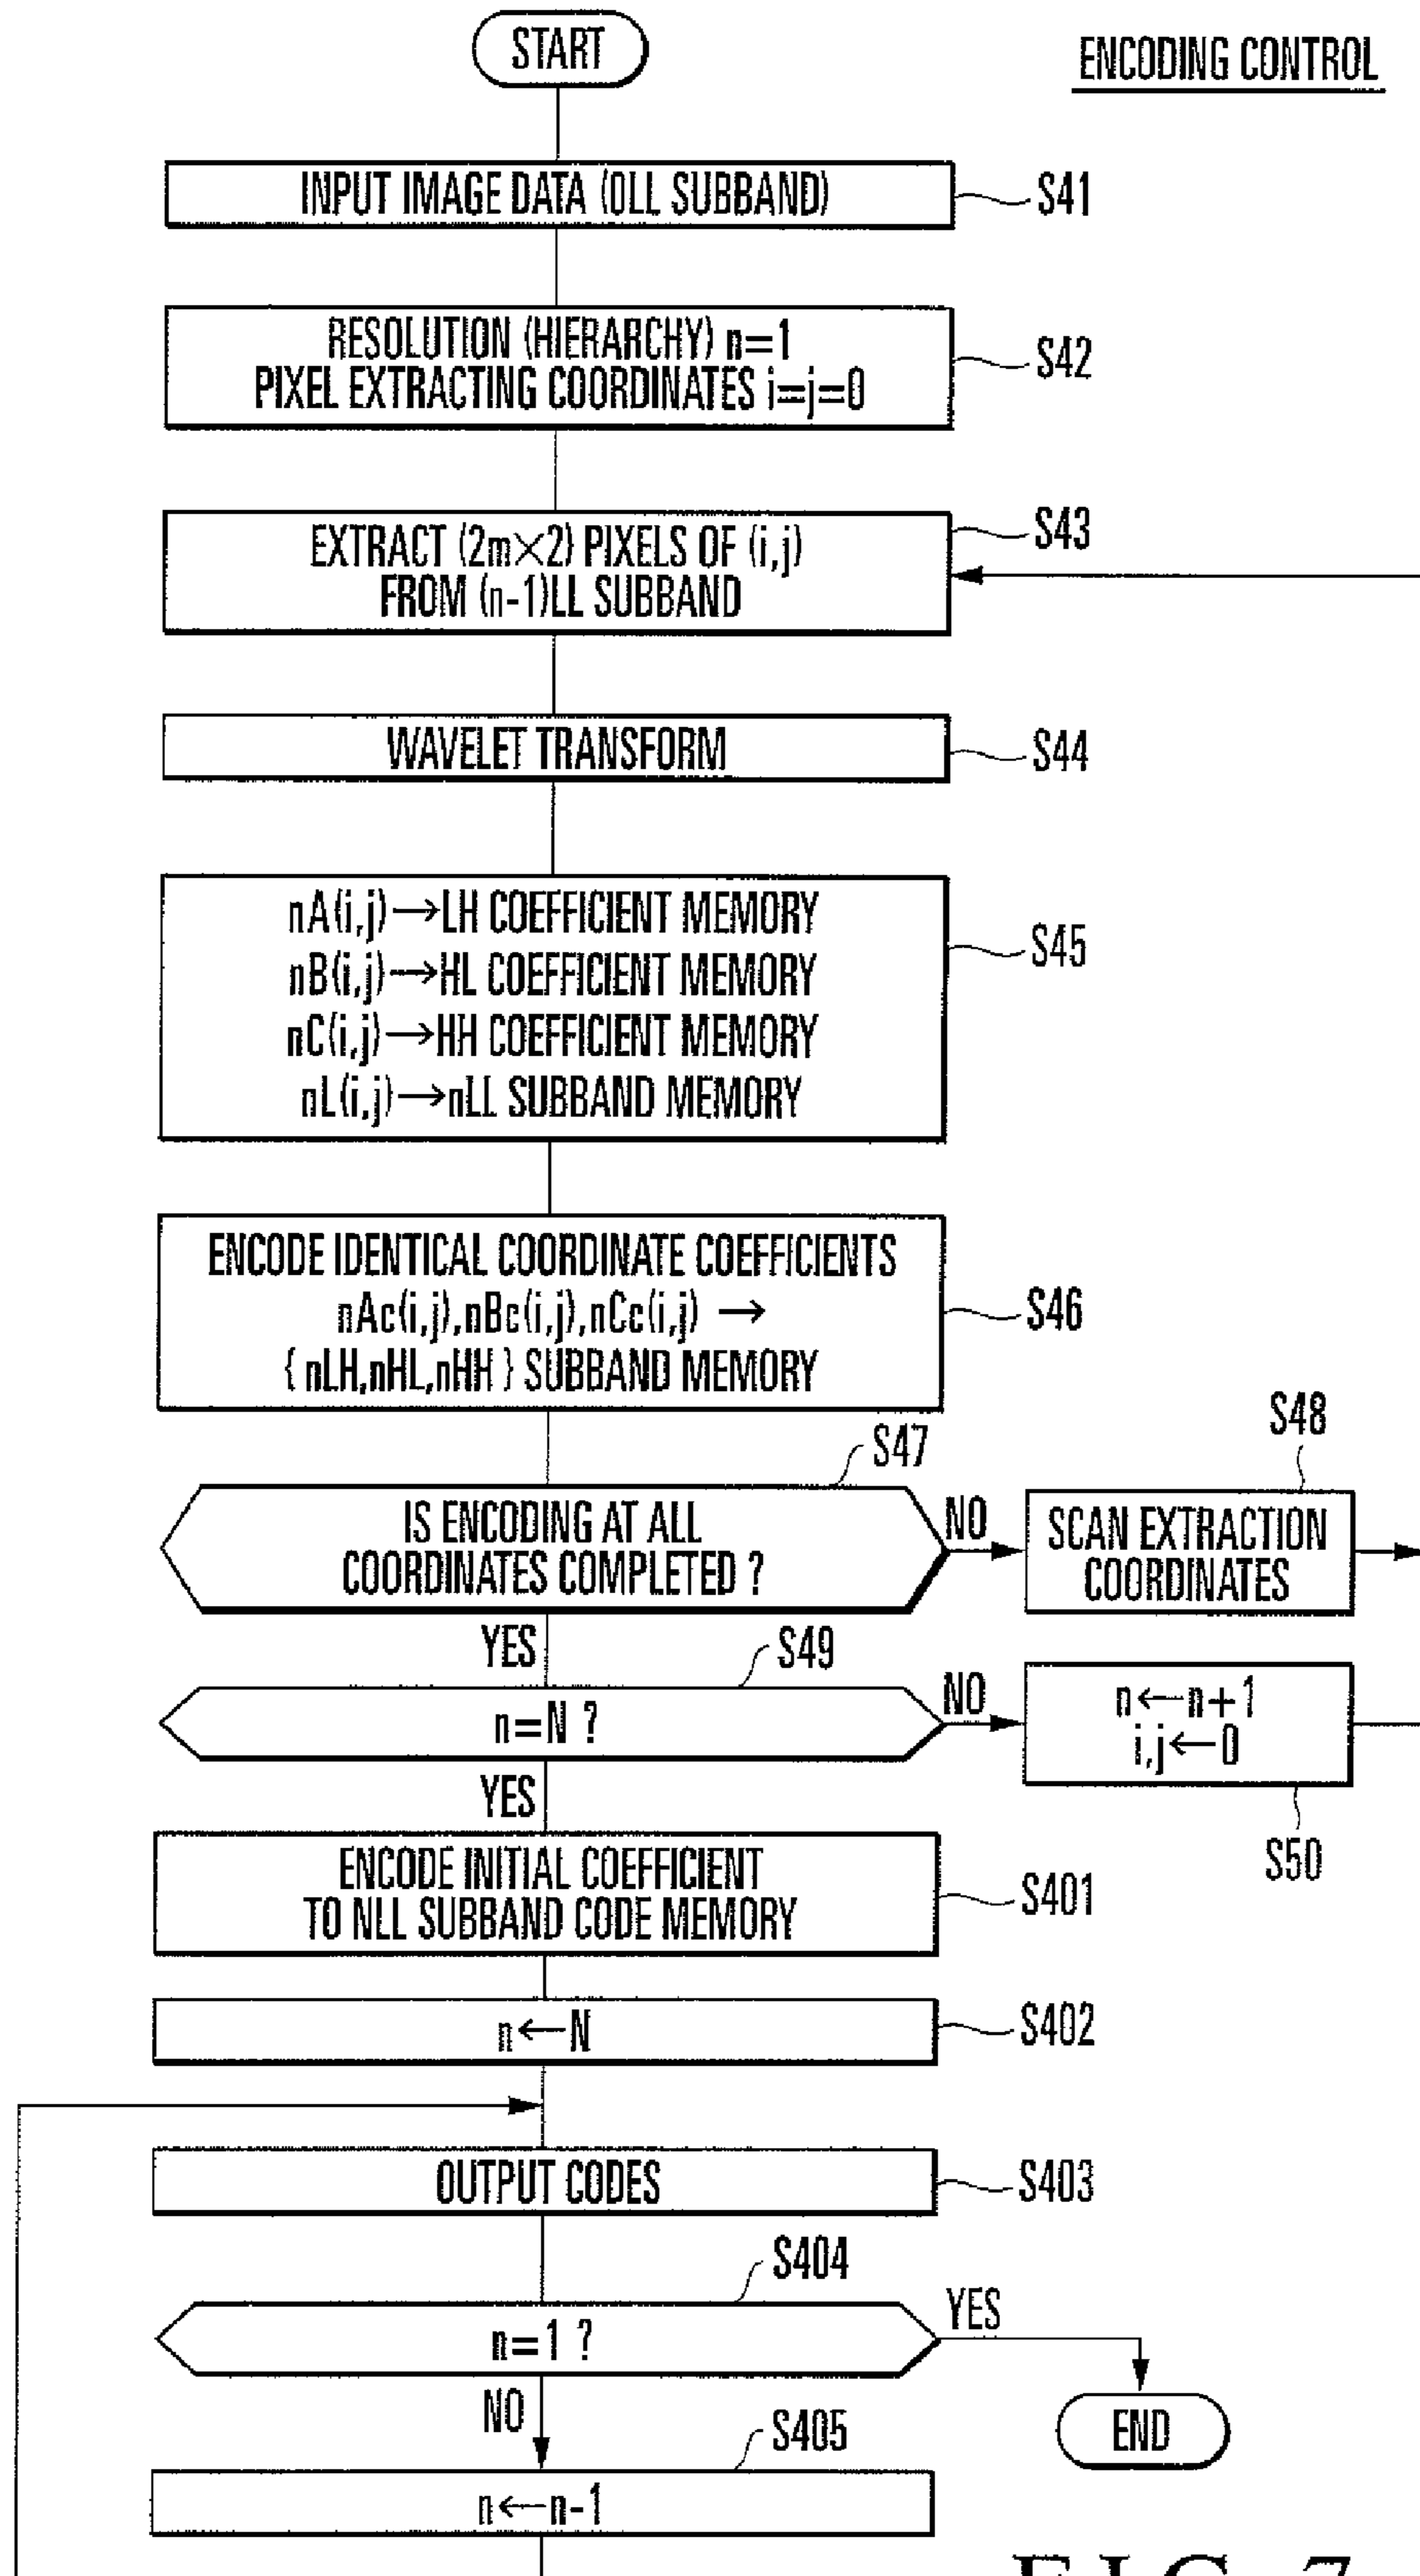 START
ENCODING CONTROL
INPUT IMAGE DATA (0LL SUBBAND)
S41
RESOLUTION (HIERARCHY) n=1
PIXEL EXTRACTING COORDINATES i=j=0
S42
EXTRACT (2m×2) PIXELS OF (i,j)
FROM (n-1)LL SUBBAND
S43
WAVELET TRANSFORM
S44
nA(i,j)→LH COEFFICIENT MEMORY
nB(i,j)→HL COEFFICIENT MEMORY
nC(i,j)→HH COEFFICIENT MEMORY
nL(i,j)→nLL SUBBAND MEMORY
S45
ENCODE IDENTICAL COORDINATE COEFFICIENTS
nAc(i,j),nBc(i,j),nCc(i,j) →
{ nLH,nHL,nHH } SUBBAND MEMORY
S46
S47
IS ENCODING AT ALL
COORDINATES COMPLETED ?
NO
S48
SCAN EXTRACTION
COORDINATES
YES
S49
n=N ?
NO
n←n+1
i,j←0
S50
YES
ENCODE INITIAL COEFFICIENT
TO NLL SUBBAND CODE MEMORY
S401
n←N
S402
OUTPUT CODES
S403
S404
n=1 ?
YES
END
NO
S405
n←n-1
FIG. 7